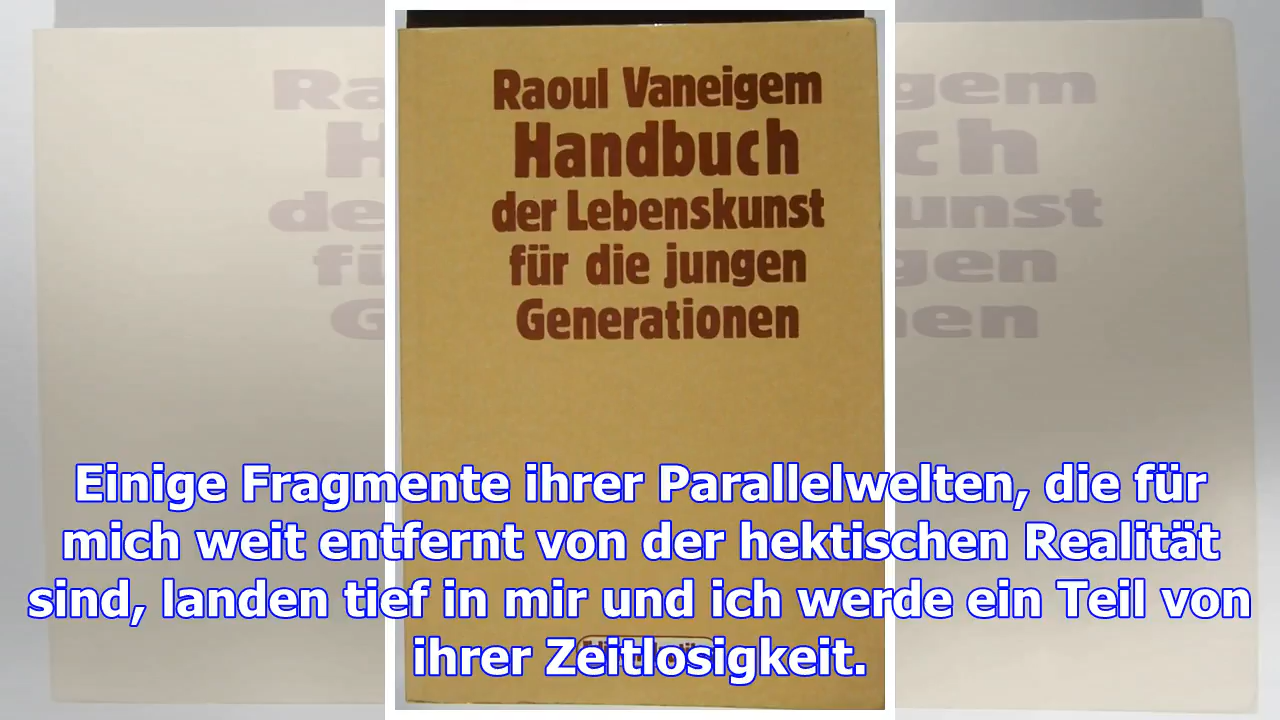 Raoul Vaneigem
Handbuch
der Lebenskunst
für die jungen
Generationen
Einige Fragmente ihrer Parallelwelten, die für
mich weit entfernt von der hektischen Realität
sind, landen tief in mir und ich werde ein Teil von
ihrer Zeitlosigkeit.